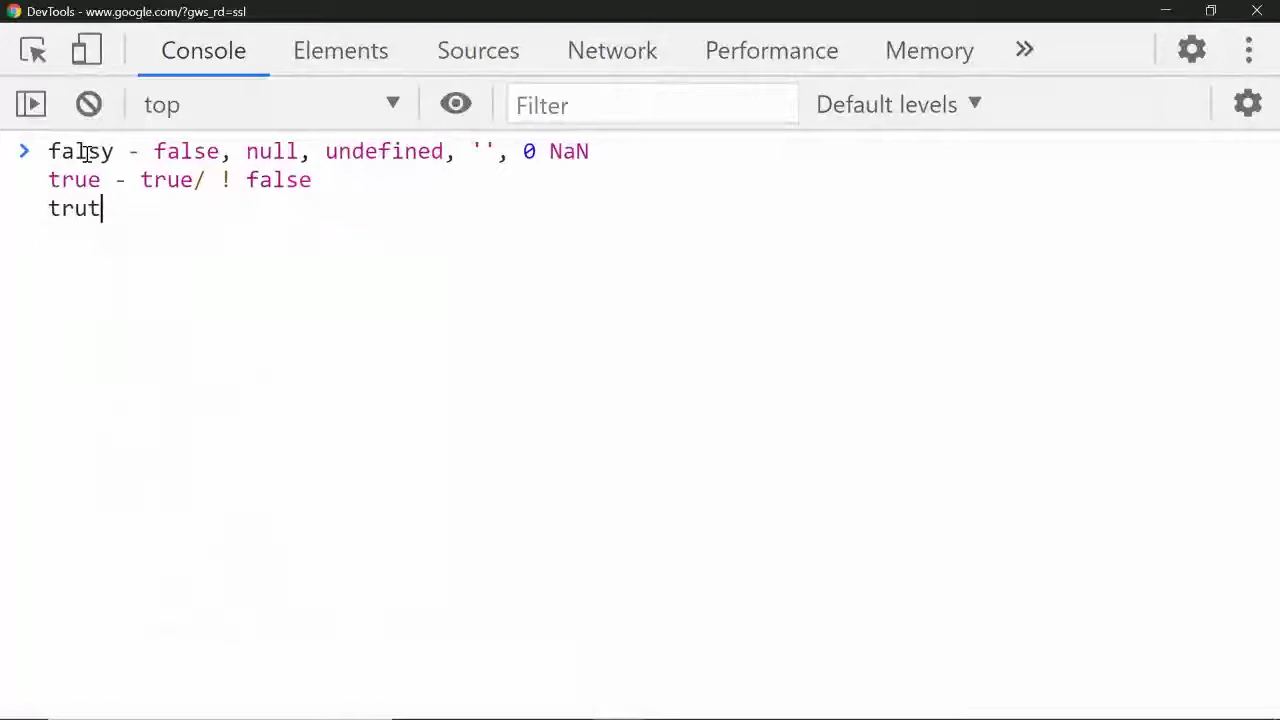 DevTools - www.google.com/?gws_rd=ssl
Console Elements Sources Network Performance Memory »
top Filter Default levels
> falsy - false, null, undefined, '', 0 NaN
true - true/ ! false
trut